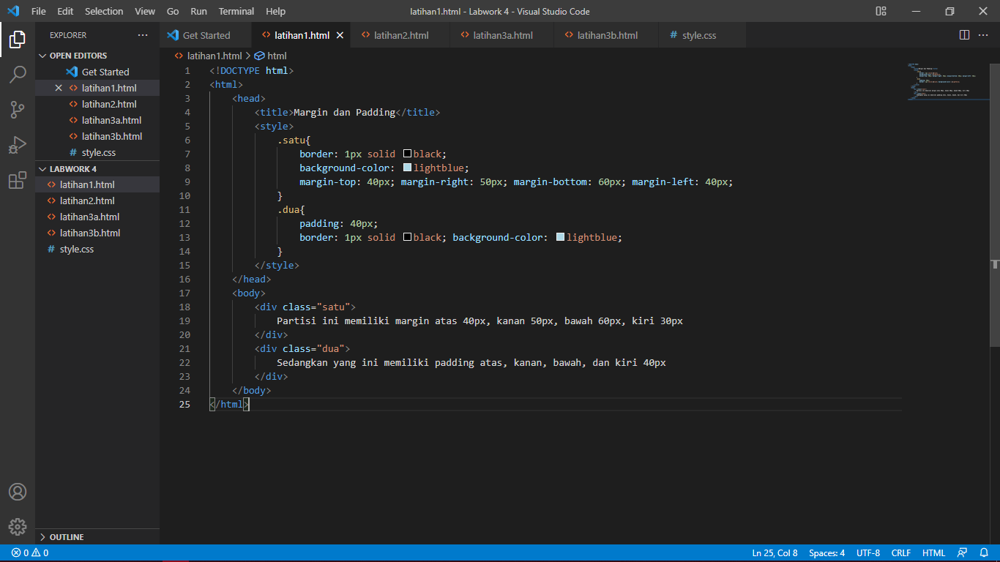 File Edit Selection View Go Run Terminal Help
latihan1.html - Labwork 4 - Visual Studio Code
EXPLORER
OPEN EDITORS
Get Started
latihan1.html
latihan2.html
latihan3a.html
latihan3b.html
style.css
LABWORK 4
latihan1.html
latihan2.html
latihan3a.html
latihan3b.html
style.css
OUTLINE
Get Started latihan1.html latihan2.html latihan3a.html latihan3b.html style.css
latihan1.html > html
1 <!DOCTYPE html>
2 <html>
3 <head>
4 <title>Margin dan Padding</title>
5 <style>
6 .satu{
7 border: 1px solid black;
8 background-color: lightblue;
9 margin-top: 40px; margin-right: 50px; margin-bottom: 60px; margin-left: 40px;
10 }
11 .dua{
12 padding: 40px;
13 border: 1px solid black; background-color: lightblue;
14 }
15 </style>
16 </head>
17 <body>
18 <div class="satu">
19 Partisi ini memiliki margin atas 40px, kanan 50px, bawah 60px, kiri 30px
20 </div>
21 <div class="dua">
22 Sedangkan yang ini memiliki padding atas, kanan, bawah, dan kiri 40px
23 </div>
24 </body>
25 </html>
0 0
Ln 25, Col 8 Spaces: 4 UTF-8 CRLF HTML